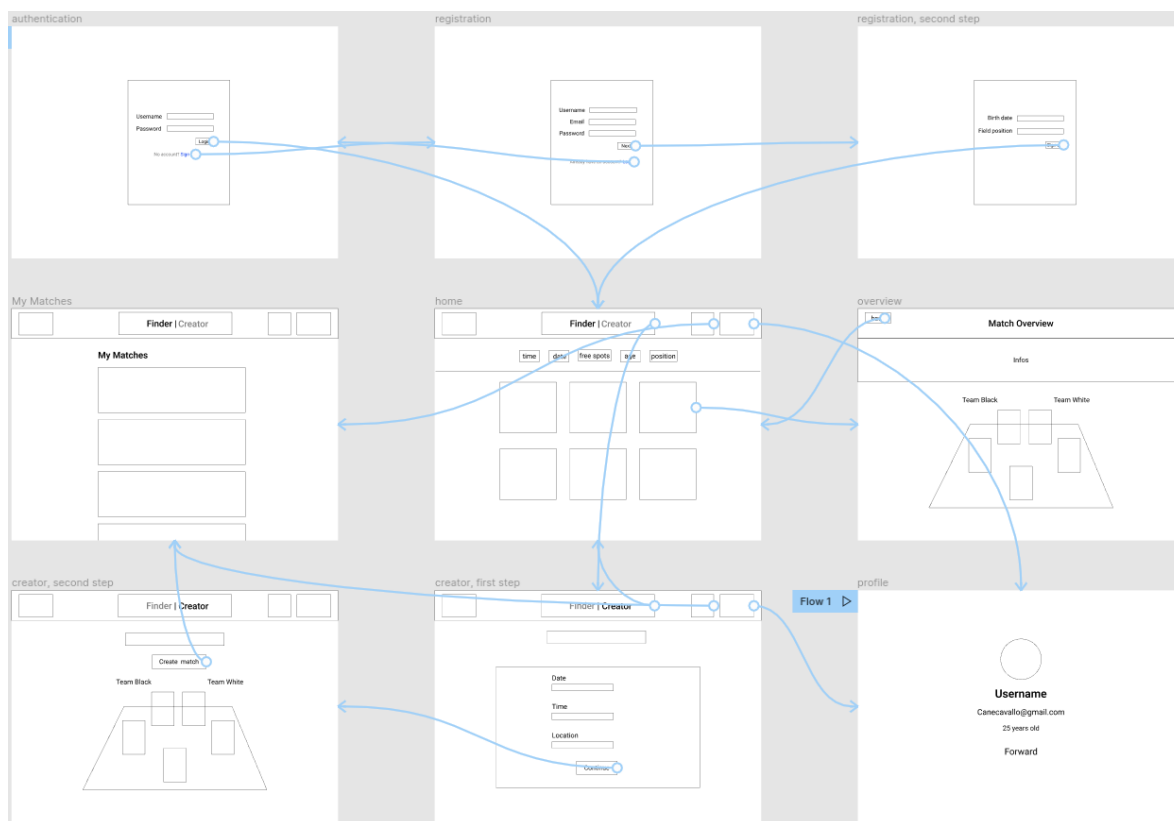 authentication
Username
Password
No account?
registration
Username
Email
Password
registration, second step
Birth date
Field position
My Matches
Finder | Creator
My Matches
home
Finder | Creator
time
date
free spots
age
position
overview
Match Overview
Infos
Team Black
Team White
creator, second step
Finder | Creator
Create match
Team Black
Team White
creator, first step
Finder | Creator
Date
Time
Location
Continue
Flow 1
profile
Username
Canecavallo@gmail.com
25 years old
Forward